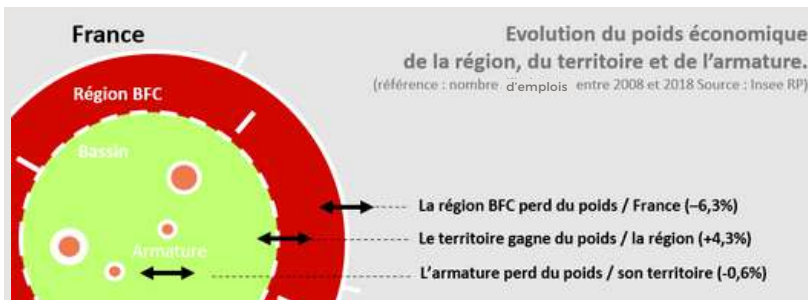 France
Evolution du poids économique
de la région, du territoire et de l'armature.
(référence : nombre d'emplois entre 2008 et 2018 Source : Insee RP)
Région BFC
Bassin
La région BFC perd du poids / France (–6,3%)
Le territoire gagne du poids / la région (+4,3%)
Armature
L'armature perd du poids / son territoire (-0,6%)